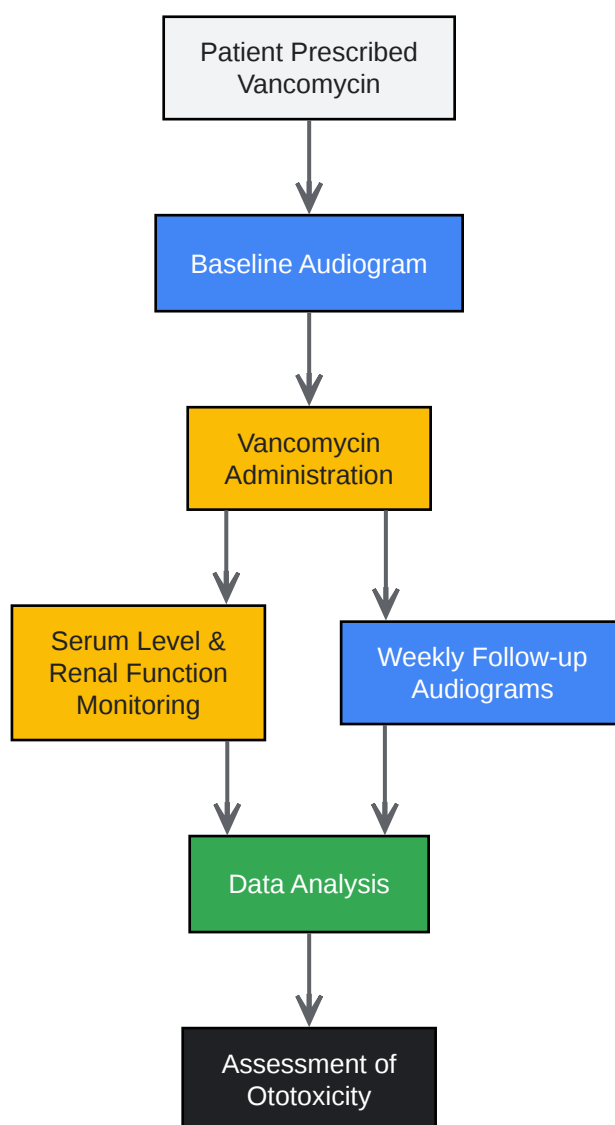 Patient Prescribed
Vancomycin
Baseline Audiogram
Vancomycin
Administration
Serum Level &
Renal Function
Monitoring
Weekly Follow-up
Audiograms
Data Analysis
Assessment of
Ototoxicity